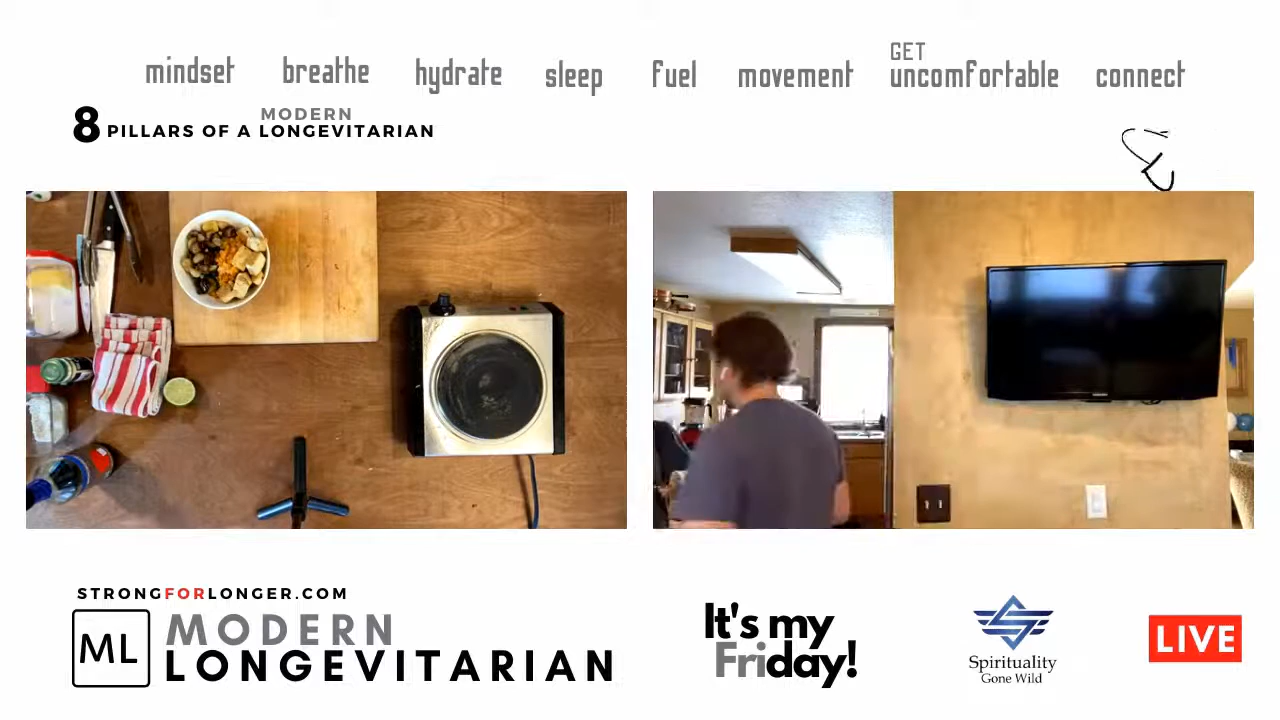 mindset breathe hydrate sleep fuel movement GET uncomfortable connect
MODERN
8 PILLARS OF A LONGEVITARIAN
STRONGFORLONGER.COM
ML MODERN
LONGEVITARIAN
It's my
Friday!
Spirituality
Gone Wild
LIVE